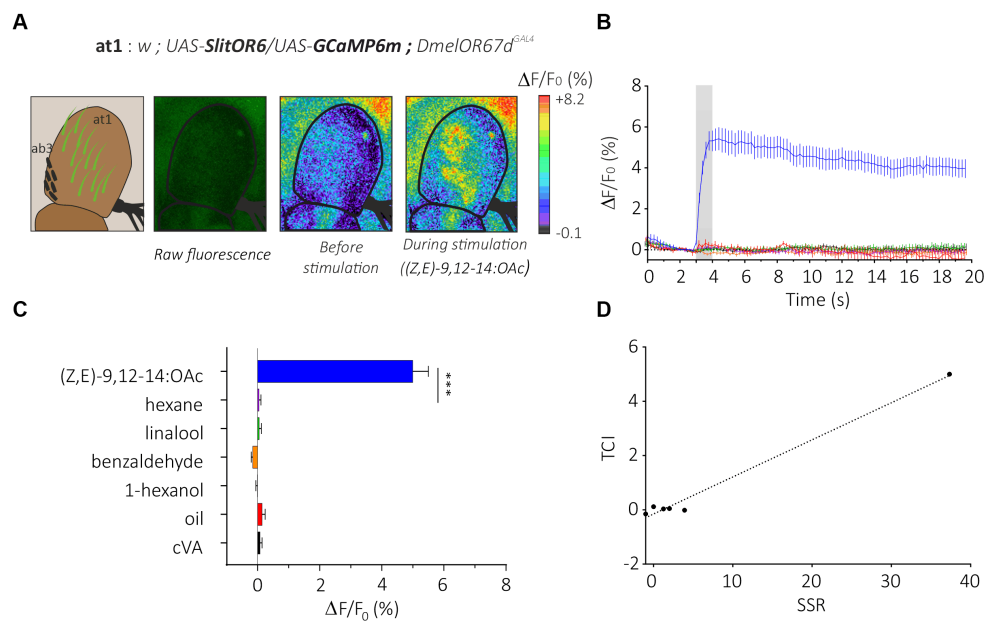 A
at1 : w ; UAS-SlitOR6/UAS-GCaMP6m ; DmelOR67dGAL4
ΔF/F0 (%)
+8.2
-0.1
at1
ab3
Raw fluorescence
Before
stimulation
During stimulation
((Z,E)-9,12-14:OAc)
B
8
6
4
2
0
ΔF/F0 (%)
0 2 4 6 8 10 12 14 16 18 20
Time (s)
C
(Z,E)-9,12-14:OAc
hexane
linalool
benzaldehyde
1-hexanol
oil
cVA
***
0 2 4 6 8
ΔF/F0 (%)
D
6
4
2
0
-2
TCI
0 10 20 30 40
SSR